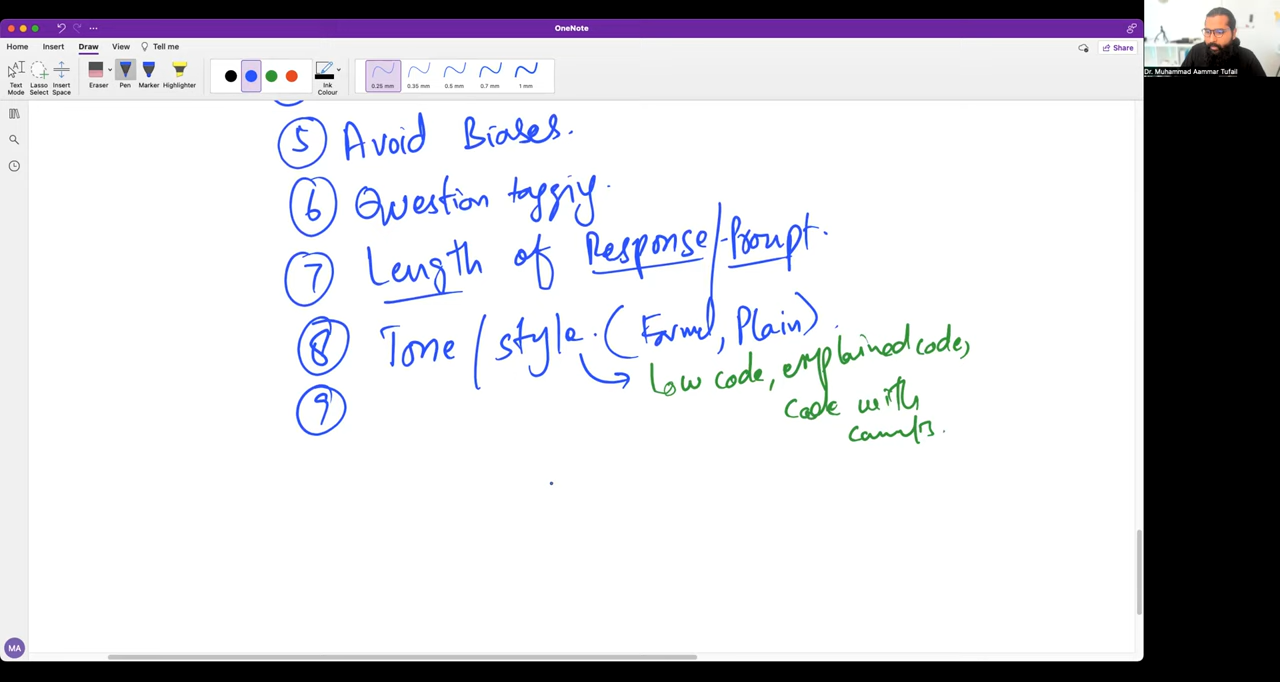 OneNote
Home Insert Draw View Tell me
Share
Text Mode
Lasso Select
Insert Space
Eraser
Pen
Marker
Highlighter
Ink Colour
0.25 mm
0.35 mm
0.5 mm
0.7 mm
1 mm
Dr. Muhammad Aammar Tufail
5 Avoid Biases.
6 Question tagging.
7 Length of Response/Prompt.
8 Tone / style. (Formal, Plain)
low code, explained code,
code with
9
MA